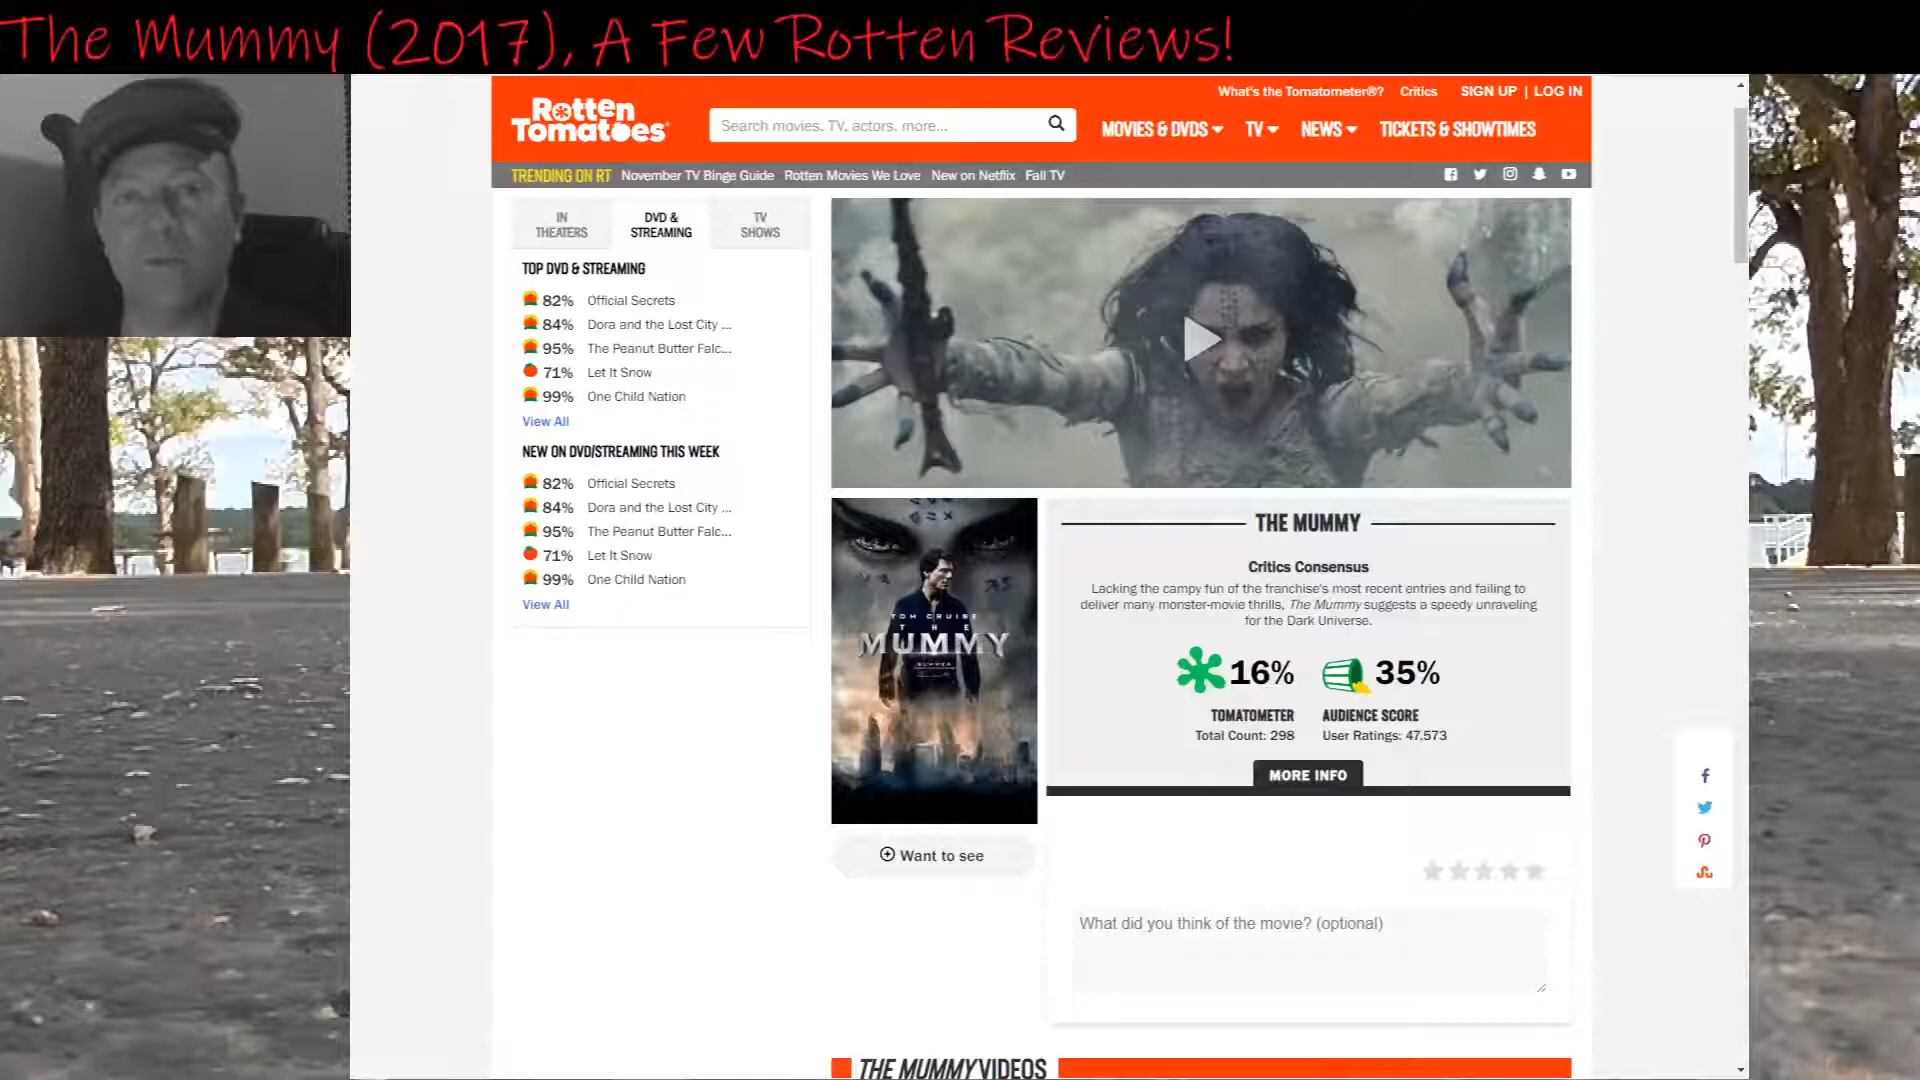 The Mummy (2017), A Few Rotten Reviews!
What's the Tomatometer®? Critics SIGN UP | LOG IN
Rotten
Tomatoes
Search movies, TV, actors, more...
MOVIES & DVDS TV NEWS TICKETS & SHOWTIMES
TRENDING ON RT November TV Binge Guide Rotten Movies We Love New on Netflix Fall TV
IN
THEATERS
DVD &
STREAMING
TV
SHOWS
TOP DVD & STREAMING
82% Official Secrets
84% Dora and the Lost City ...
95% The Peanut Butter Falc...
71% Let It Snow
99% One Child Nation
View All
NEW ON DVD/STREAMING THIS WEEK
82% Official Secrets
84% Dora and the Lost City ...
95% The Peanut Butter Falc...
71% Let It Snow
99% One Child Nation
View All
TOM CRUISE
THE
MUMMY
SUMMER
Want to see
THE MUMMY
Critics Consensus
Lacking the campy fun of the franchise's most recent entries and failing to
deliver many monster-movie thrills, The Mummy suggests a speedy unraveling
for the Dark Universe.
16% 35%
TOMATOMETER AUDIENCE SCORE
Total Count: 298 User Ratings: 47,573
MORE INFO
What did you think of the movie? (optional)
THE MUMMY VIDEOS